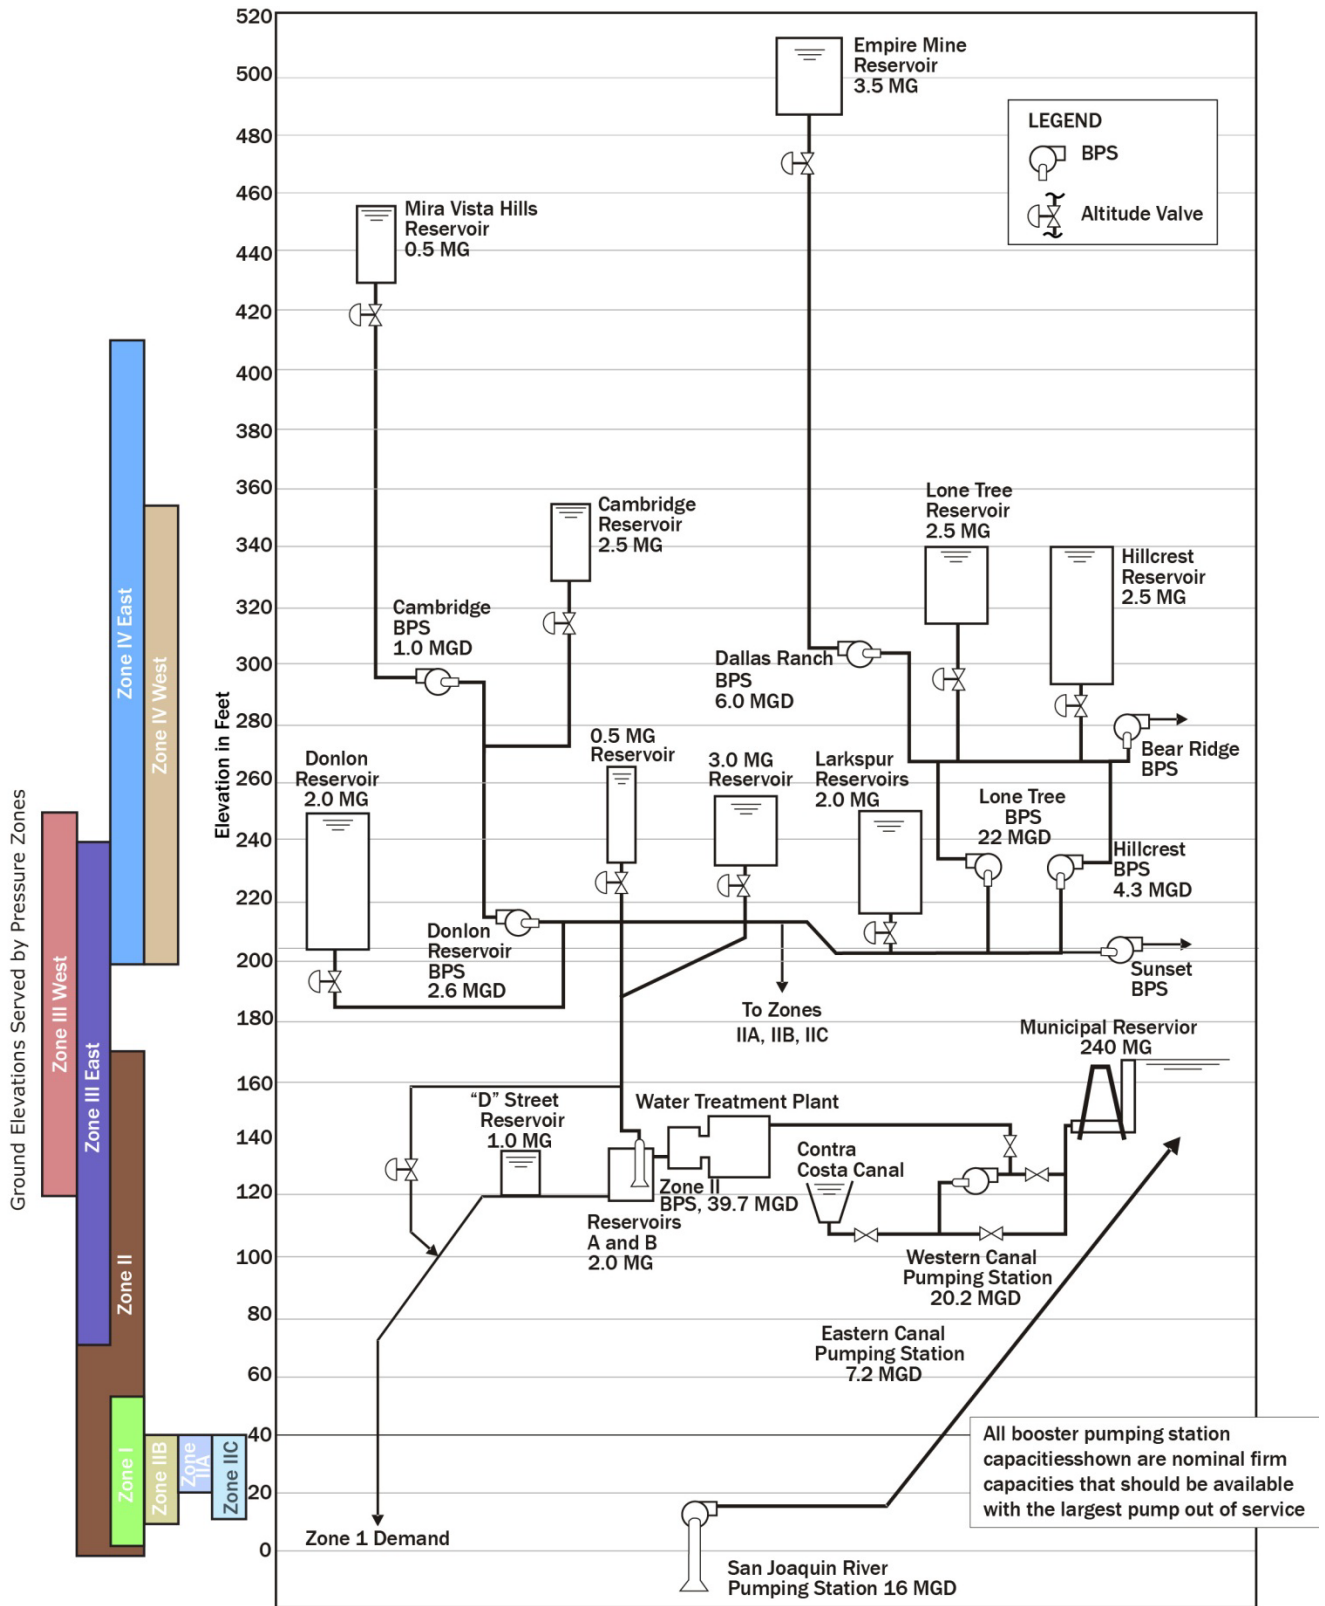 520
500
480
460
440
420
400
380
360
340
320
300
280
260
240
220
200
180
160
140
120
100
80
60
40
20
0
Elevation in Feet
Ground Elevations Served by Pressure Zones
Zone III West
Zone III East
Zone IV East
Zone IV West
Zone II
Zone I
Zone IIB
Zone
IIA
Zone IIC
Empire Mine
Reservoir
3.5 MG
LEGEND
BPS
Altitude Valve
Mira Vista Hills
Reservoir
0.5 MG
Cambridge
Reservoir
2.5 MG
Lone Tree
Reservoir
2.5 MG
Hillcrest
Reservoir
2.5 MG
Cambridge
BPS
1.0 MGD
Dallas Ranch
BPS
6.0 MGD
Bear Ridge
BPS
Donlon
Reservoir
2.0 MG
0.5 MG
Reservoir
3.0 MG
Reservoir
Larkspur
Reservoirs
2.0 MG
Lone Tree
BPS
22 MGD
Hillcrest
BPS
4.3 MGD
Donlon
Reservoir
BPS
2.6 MGD
Sunset
BPS
To Zones
IIA, IIB, IIC
Municipal Reservior
240 MG
"D" Street
Reservoir
1.0 MG
Water Treatment Plant
Contra
Costa Canal
Zone II
BPS, 39.7 MGD
Reservoirs
A and B
2.0 MG
Western Canal
Pumping Station
20.2 MGD
Eastern Canal
Pumping Station
7.2 MGD
All booster pumping station
capacitiesshown are nominal firm
capacities that should be available
with the largest pump out of service
Zone 1 Demand
San Joaquin River
Pumping Station 16 MGD